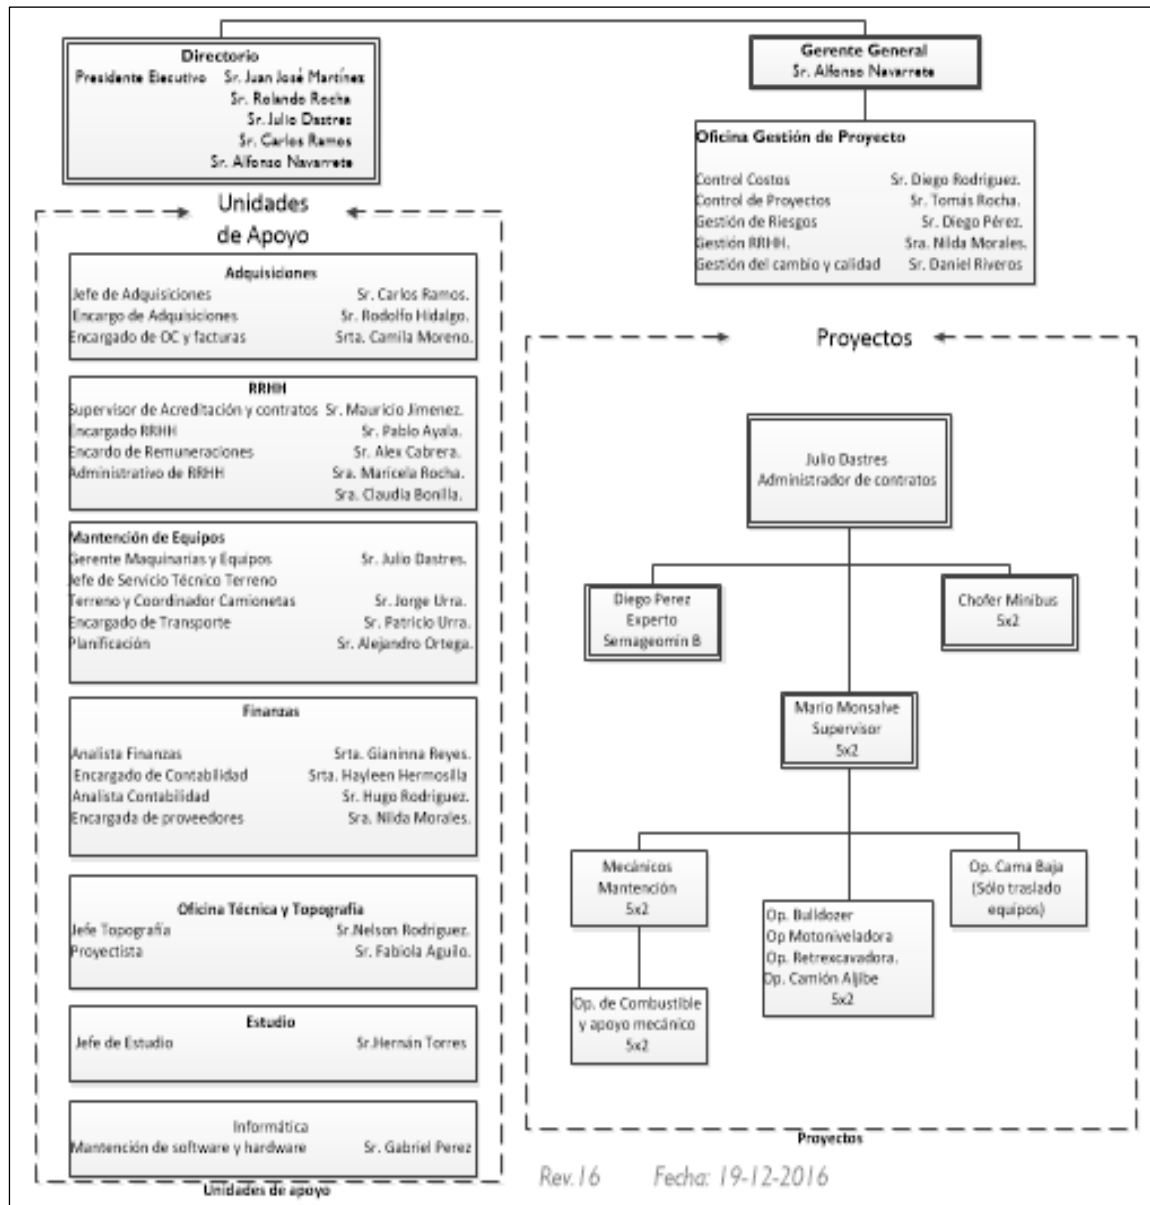 Directorio
Presidente Ejecutivo Sr. Juan José Martínez
Sr. Rolando Rocha
Sr. Julio Dastres
Sr. Carlos Ramos
Sr. Alfonso Navarrete
Gerente General
Sr. Alfonso Navarrete
Oficina Gestión de Proyecto
Control Costos Sr. Diego Rodriguez.
Control de Proyectos Sr. Tomás Rocha.
Gestión de Riesgos Sr. Diego Pérez.
Gestión RRHH. Sra. Nilda Morales.
Gestión del cambio y calidad Sr. Daniel Riveros
Unidades
de Apoyo
Adquisiciones
Jefe de Adquisiciones Sr. Carlos Ramos.
Encargo de Adquisiciones Sr. Rodolfo Hidalgo.
Encargado de OC y facturas Srta. Camila Moreno.
RRHH
Supervisor de Acreditación y contratos Sr. Mauricio Jimenez.
Encargado RRHH Sr. Pablo Ayala.
Encardo de Remuneraciones Sr. Alex Cabrera.
Administrativo de RRHH Sra. Maricela Rocha.
Sra. Claudia Bonilla.
Mantención de Equipos
Gerente Maquinarias y Equipos Sr. Julio Dastres.
Jefe de Servicio Técnico Terreno
Terreno y Coordinador Camionetas Sr. Jorge Urra.
Encargado de Transporte Sr. Patricio Urra.
Planificación Sr. Alejandro Ortega.
Finanzas
Analista Finanzas Srta. Gianinna Reyes.
Encargado de Contabilidad Srta. Hayleen Hermosilla
Analista Contabilidad Sr. Hugo Rodriguez.
Encargada de proveedores Sra. Nilda Morales.
Oficina Técnica y Topografía
Jefe Topografía Sr.Nelson Rodriguez.
Proyectista Sr. Fabiola Aguilo.
Estudio
Jefe de Estudio Sr.Hernán Torres
Informática
Mantención de software y hardware Sr. Gabriel Perez
Unidades de apoyo
Proyectos
Julio Dastres
Administrador de contratos
Diego Perez
Experto
Sernageomin B
Chofer Minibus
5x2
Mario Monsalve
Supervisor
5x2
Mecánicos
Mantención
5x2
Op. Bulldozer
Op Motoniveladora
Op. Retrexcavadora.
Op. Camión Aljibe
5x2
Op. Cama Baja
(Sólo traslado
equipos)
Op. de Combustible
y apoyo mecánico
5x2
Proyectos
Rev.16 Fecha: 19-12-2016